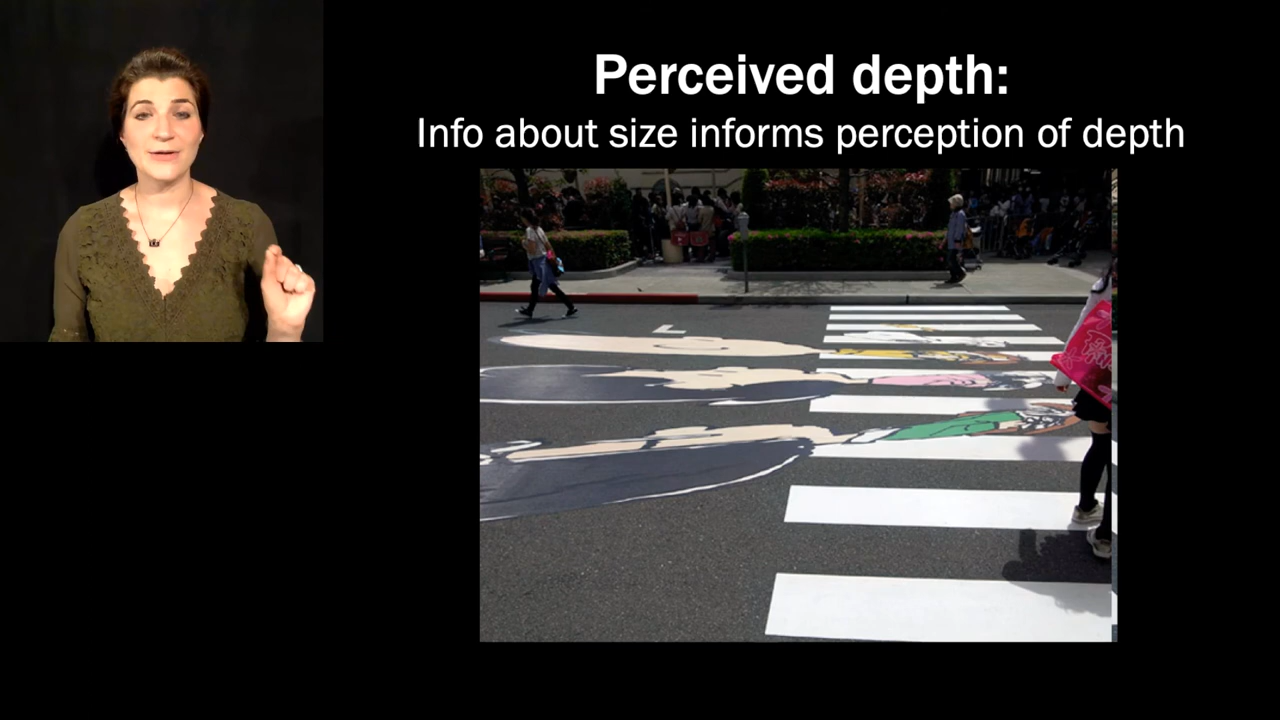 Perceived depth:
Info about size informs perception of depth